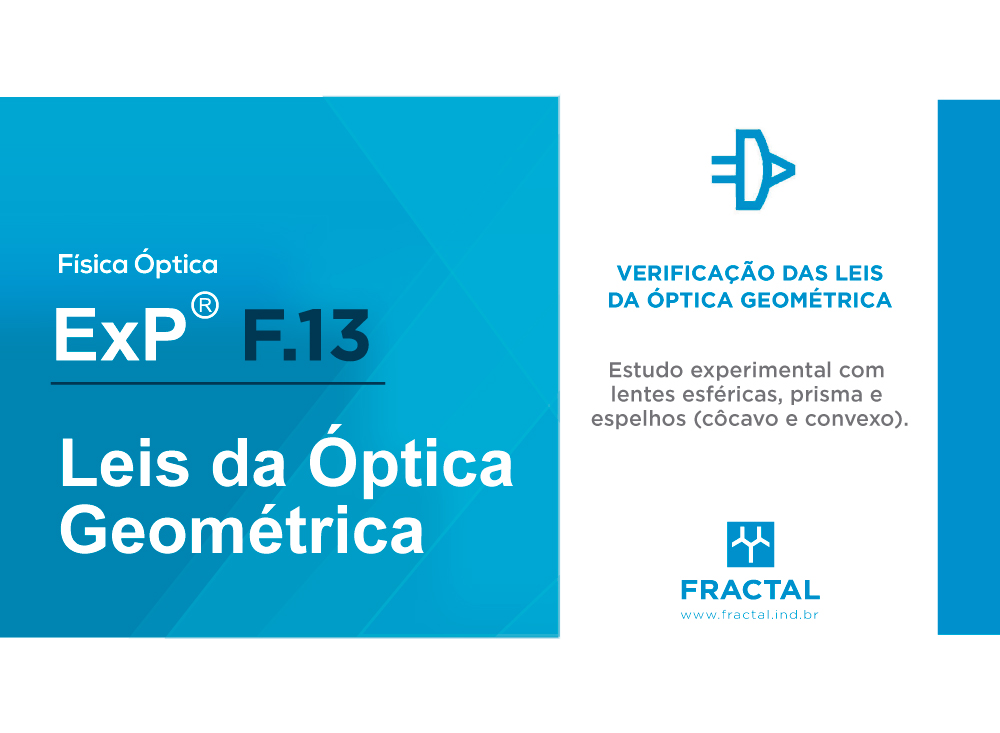 Física Óptica
ExP® F.13
Leis da Óptica
Geométrica
VERIFICAÇÃO DAS LEIS
DA ÓPTICA GEOMÉTRICA
Estudo experimental com
lentes esféricas, prisma e
espelhos (côcavo e convexo).
FRACTAL
www.fractal.ind.br